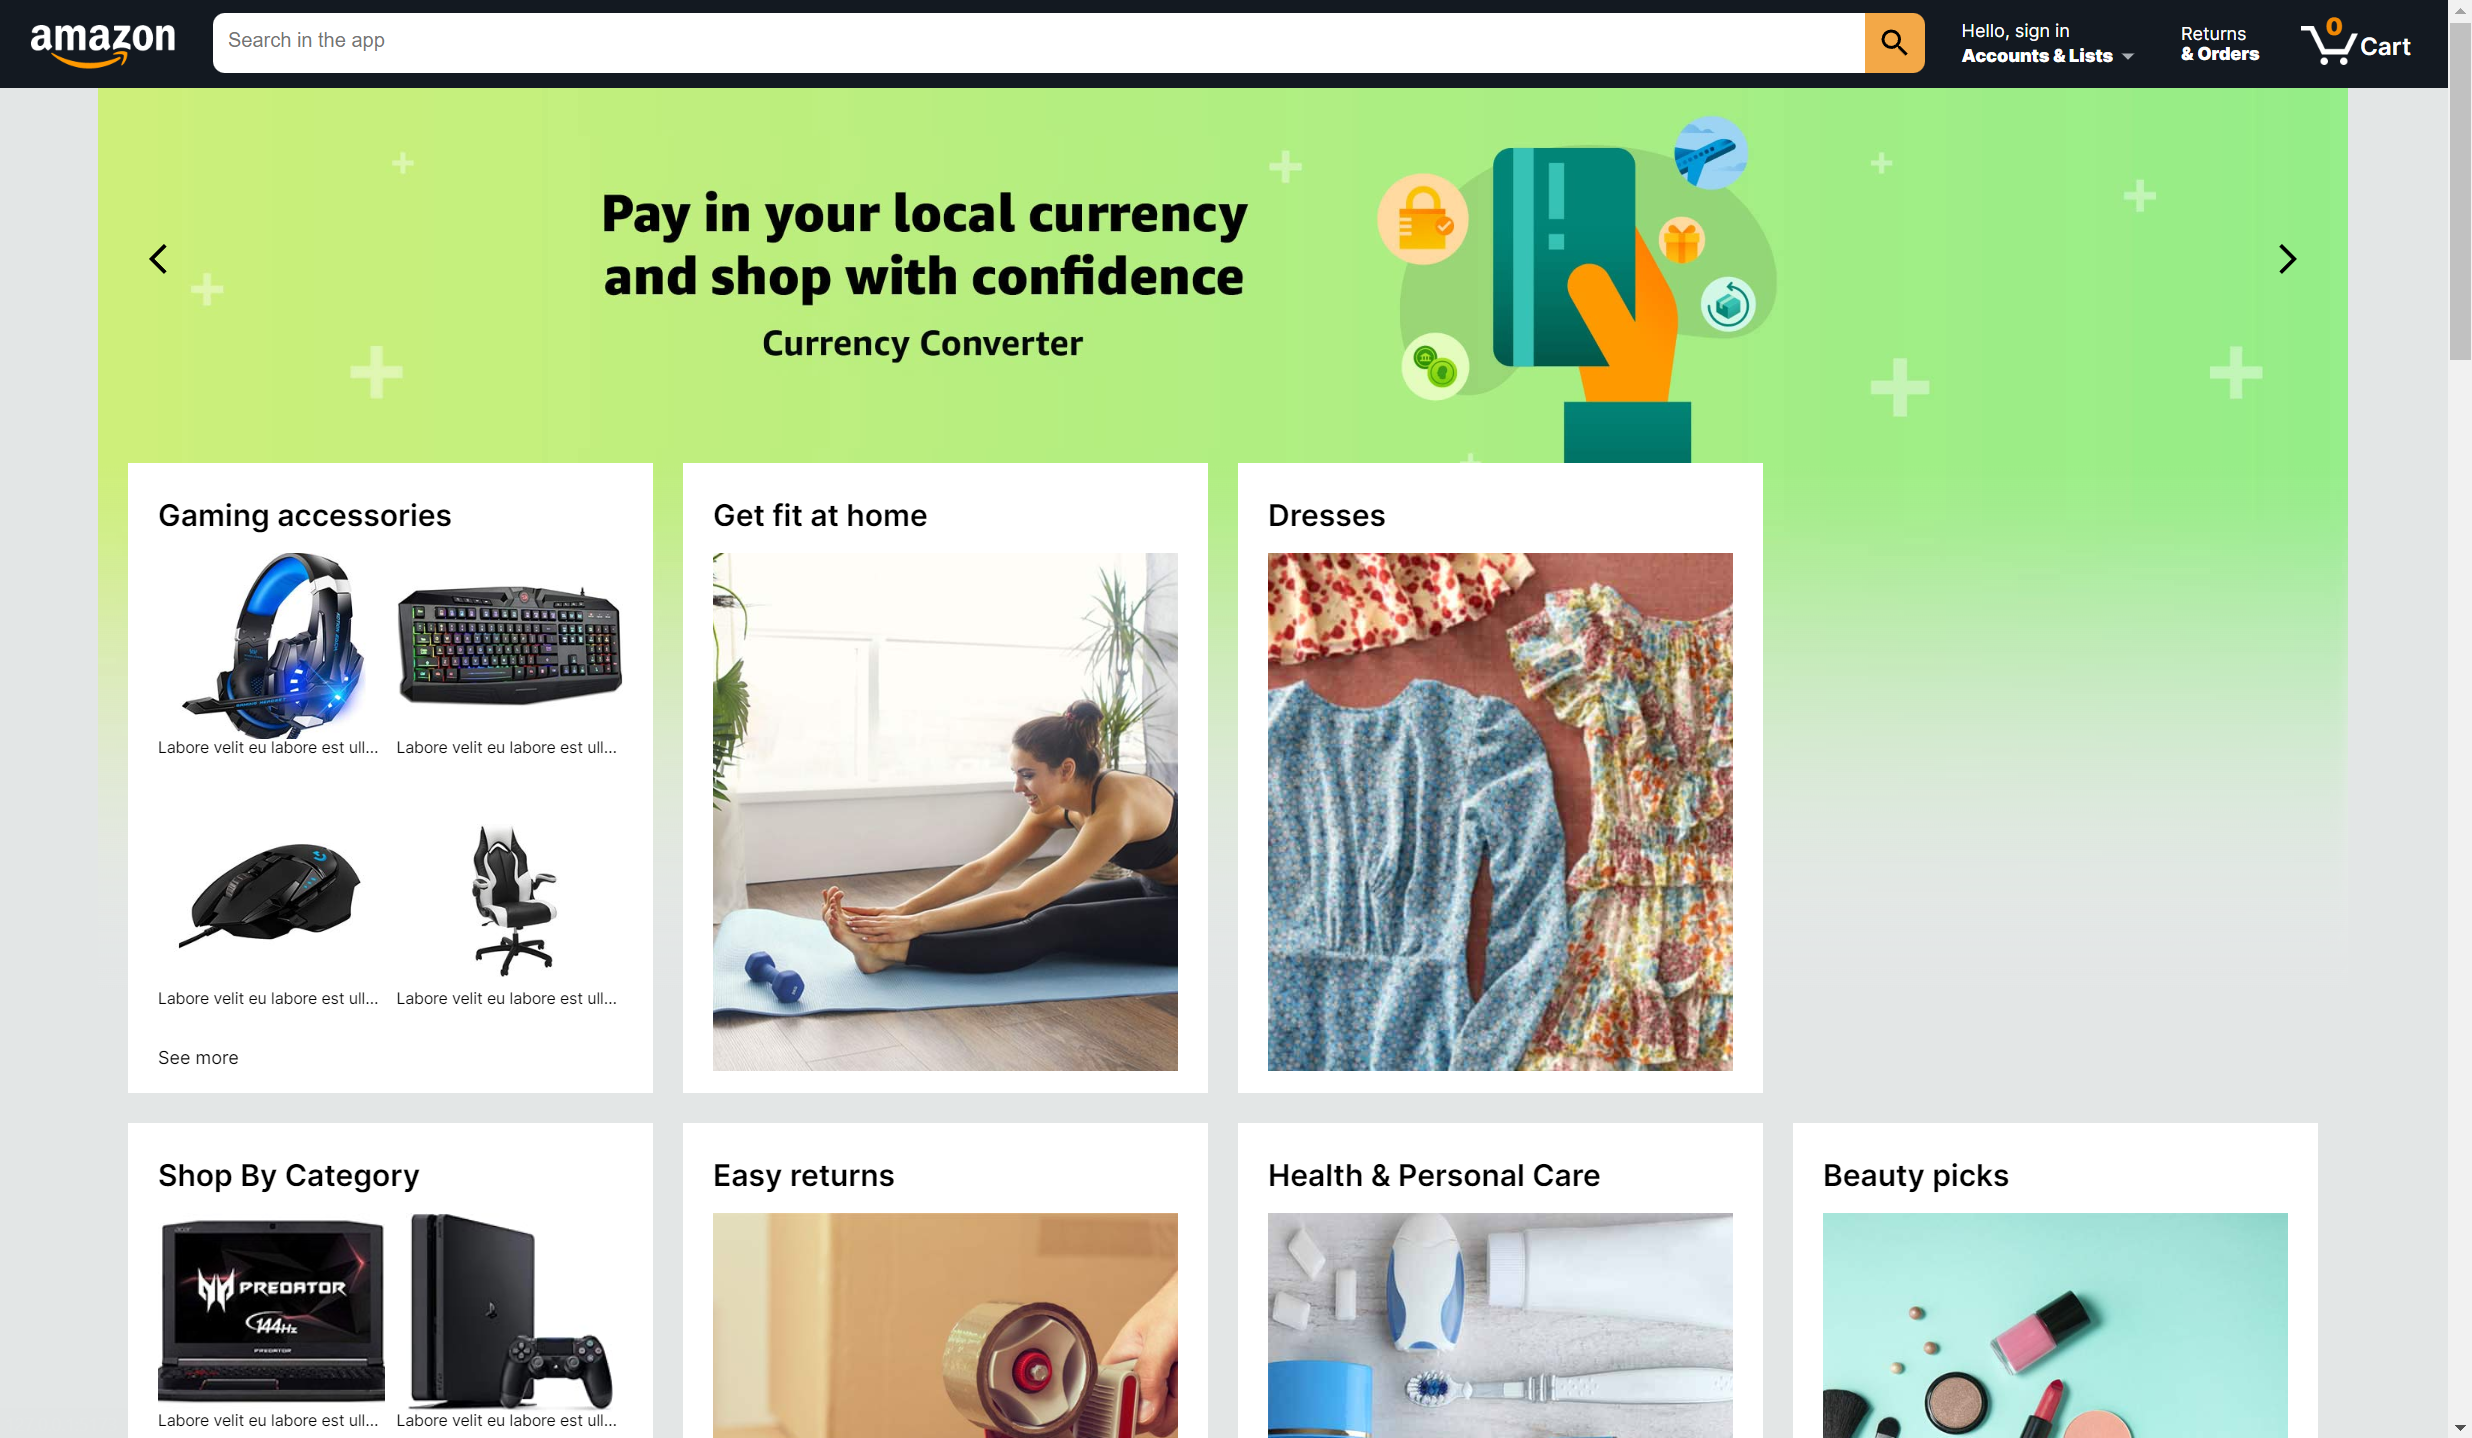 amazon
Search in the app
Hello, sign in
Accounts & Lists
Returns
& Orders
0
Cart
Pay in your local currency
and shop with confidence
Currency Converter
Gaming accessories
Labore velit eu labore est ull...
Labore velit eu labore est ull...
Labore velit eu labore est ull...
Labore velit eu labore est ull...
See more
Get fit at home
Dresses
Shop By Category
acer
PREDATOR
144Hz
PREDATOR
Labore velit eu labore est ull...
Labore velit eu labore est ull...
Easy returns
Health & Personal Care
Beauty picks